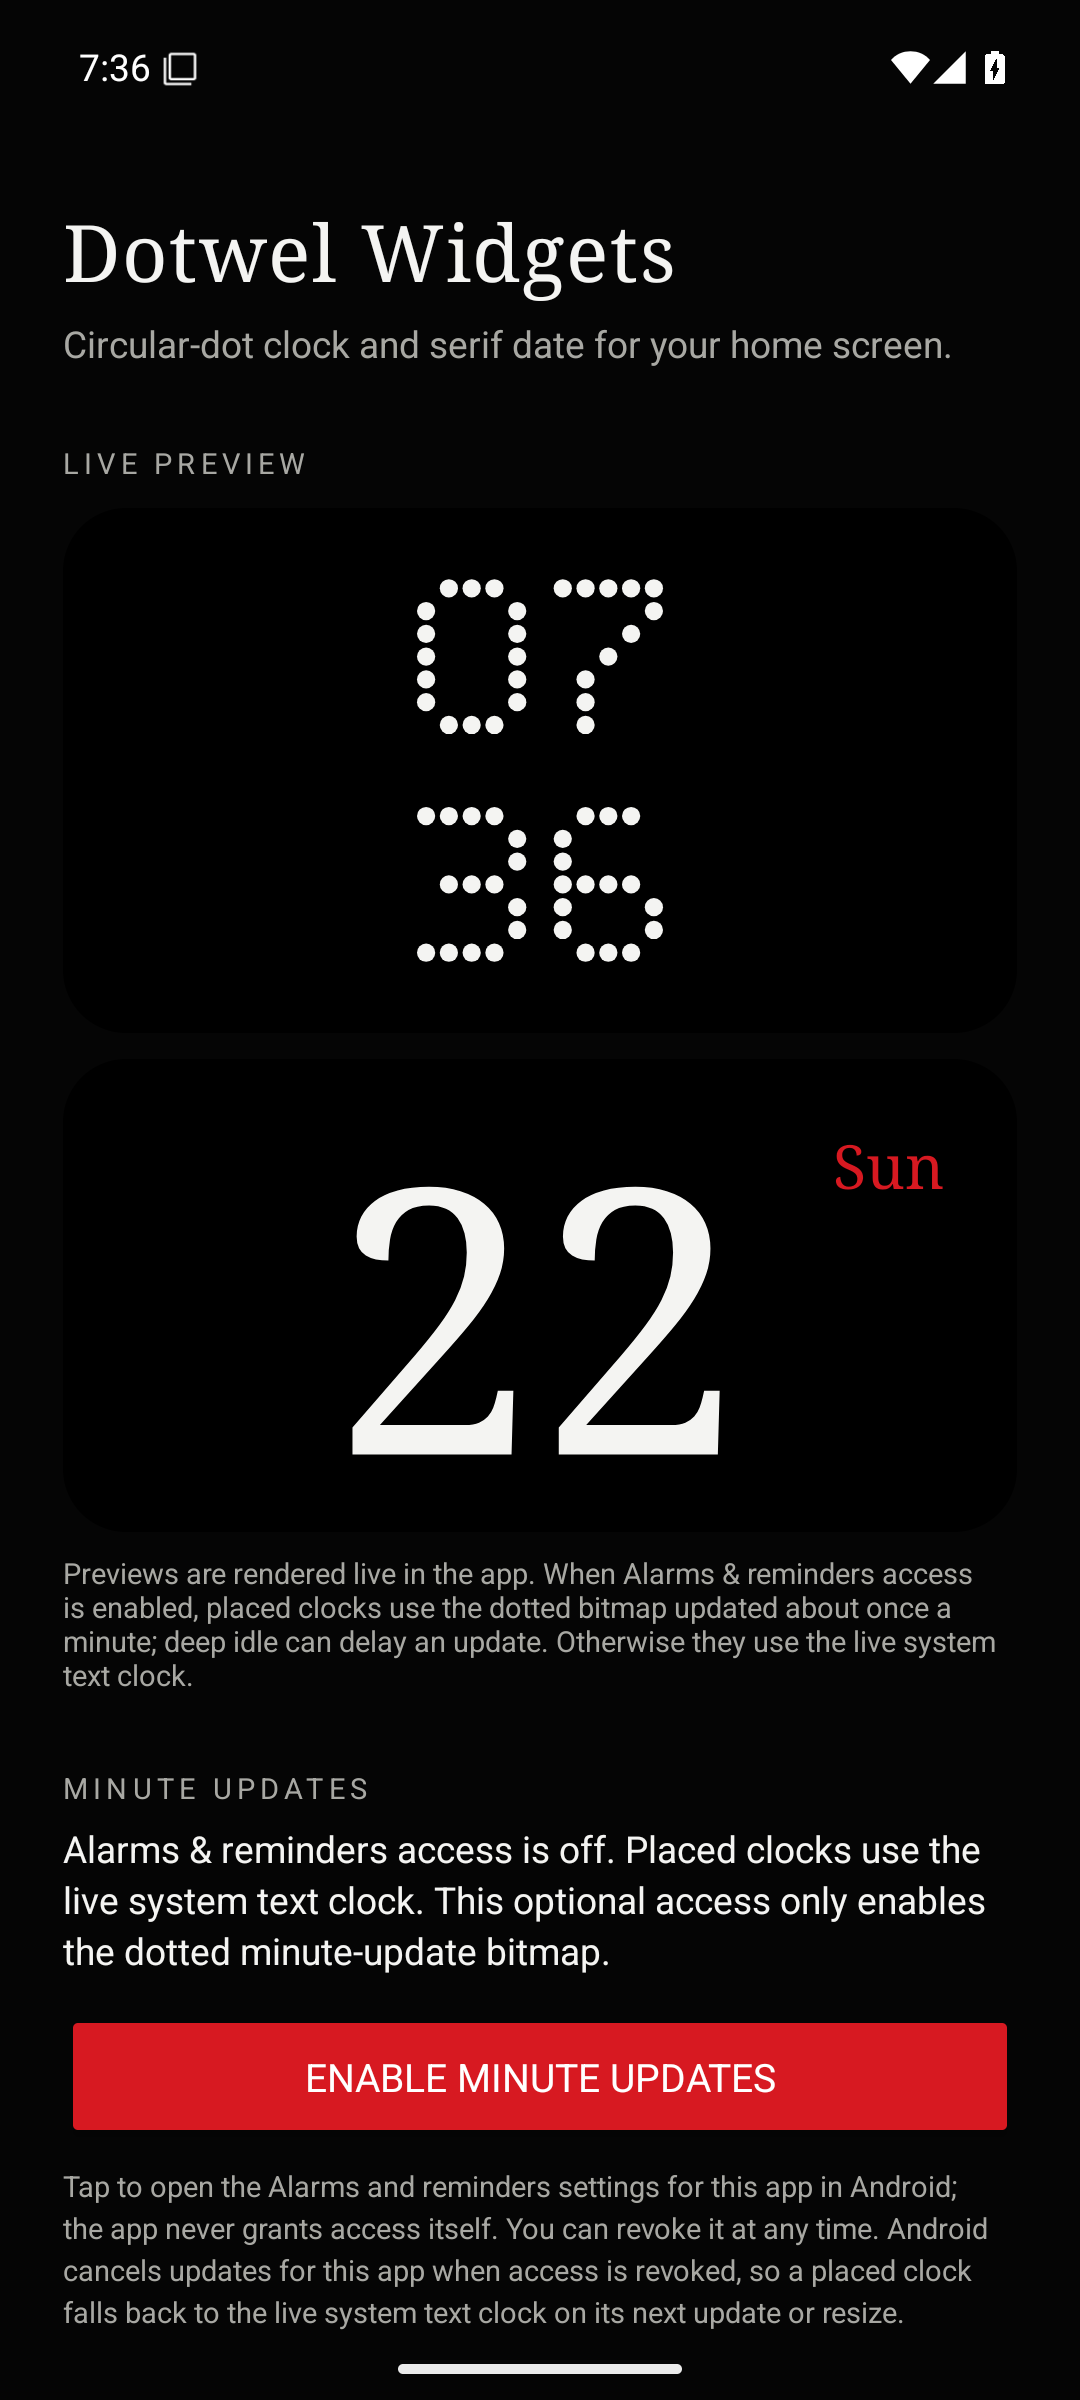 7:36
Dotwel Widgets
Circular-dot clock and serif date for your home screen.
LIVE PREVIEW
07
36
Sun
22
Previews are rendered live in the app. When Alarms & reminders access
is enabled, placed clocks use the dotted bitmap updated about once a
minute; deep idle can delay an update. Otherwise they use the live system
text clock.
MINUTE UPDATES
Alarms & reminders access is off. Placed clocks use the
live system text clock. This optional access only enables
the dotted minute-update bitmap.
ENABLE MINUTE UPDATES
Tap to open the Alarms and reminders settings for this app in Android;
the app never grants access itself. You can revoke it at any time. Android
cancels updates for this app when access is revoked, so a placed clock
falls back to the live system text clock on its next update or resize.